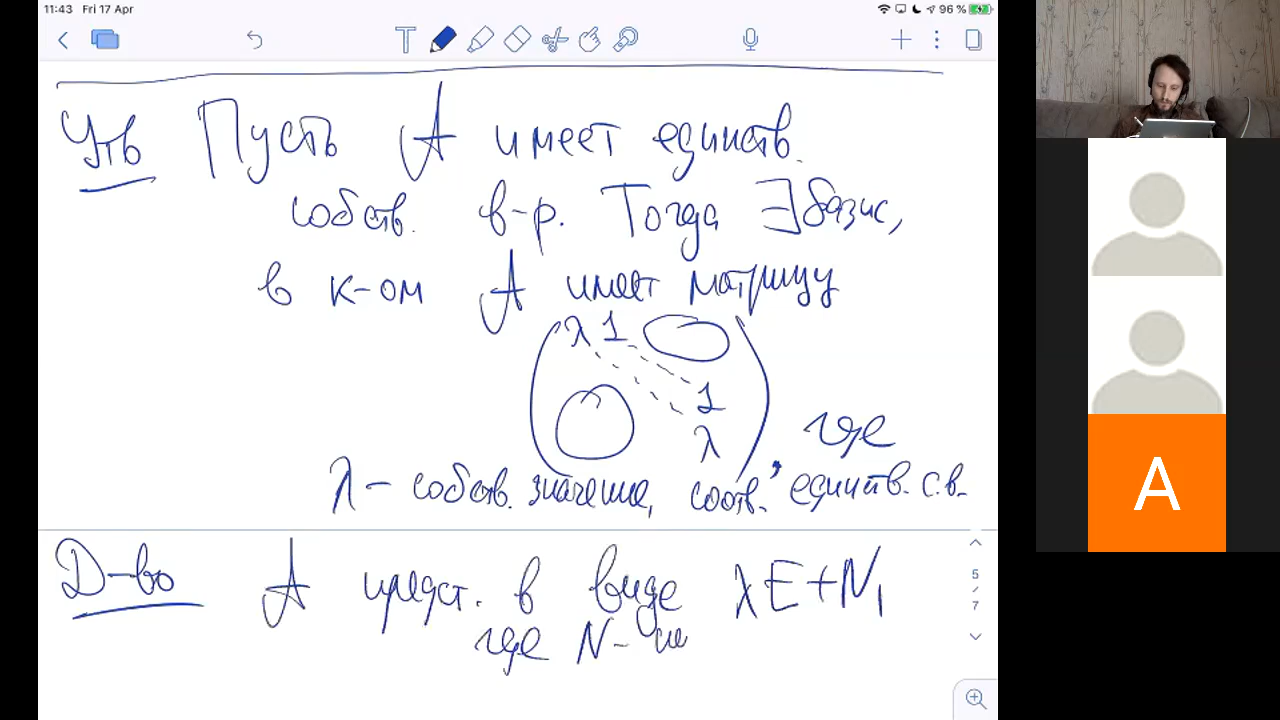 11:43 Fri 17 Apr
96 %
Утв Пусть A имеет единств.
собств. в-р. Тогда ∃ базис,
в к-ом A имеет матрицу
λ 1
1
λ
где
λ – собств. значение, соотв. единств. с.в.
5
/
7
Д-во A предст. в виде λE+N,
где N –
A